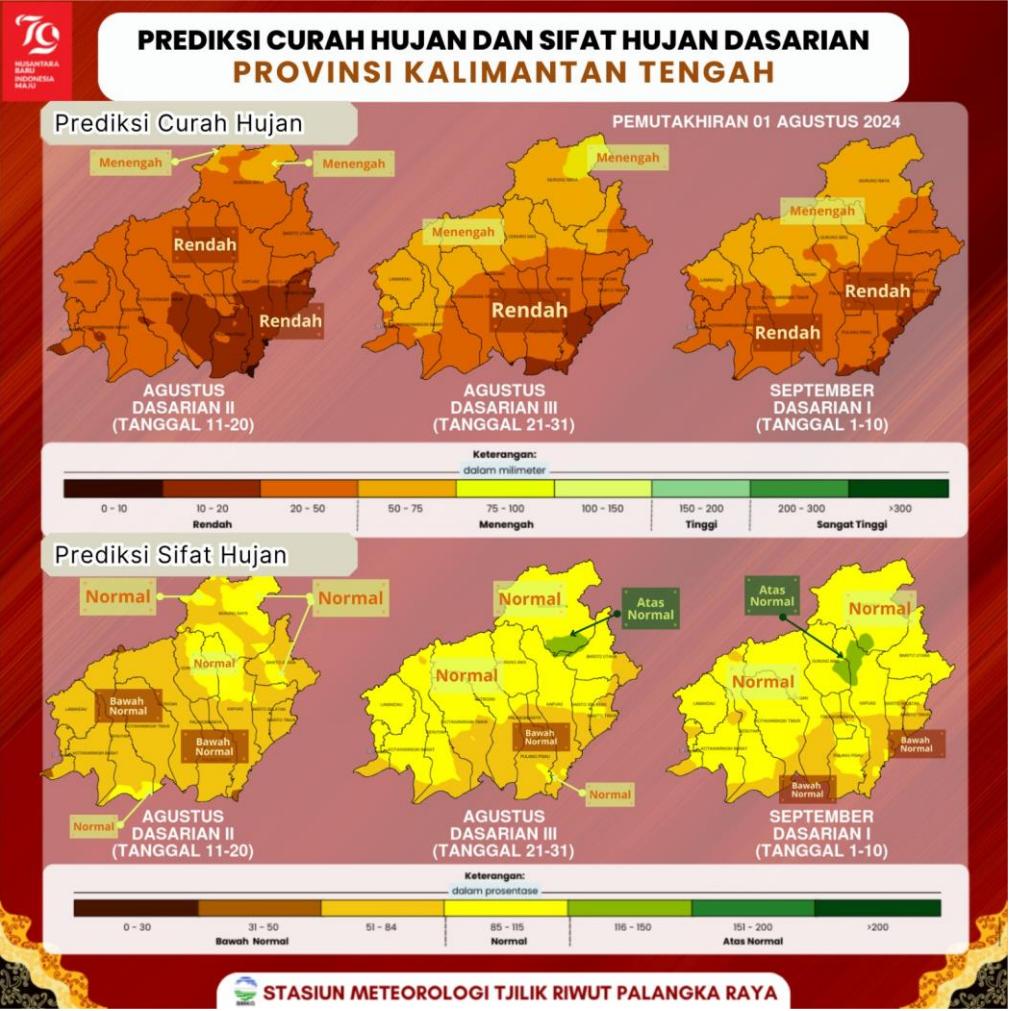 79
NUSANTARA
BARU
INDONESIA
MAJU
PREDIKSI CURAH HUJAN DAN SIFAT HUJAN DASARIAN
PROVINSI KALIMANTAN TENGAH
Prediksi Curah Hujan
PEMUTAKHIRAN 01 AGUSTUS 2024
Menengah
Menengah
Rendah
Rendah
Menengah
Menengah
Rendah
Menengah
Rendah
Rendah
AGUSTUS
DASARIAN II
(TANGGAL 11-20)
AGUSTUS
DASARIAN III
(TANGGAL 21-31)
SEPTEMBER
DASARIAN I
(TANGGAL 1-10)
Keterangan:
dalam milimeter
0 - 10 10 - 20 20 - 50 50 - 75 75 - 100 100 - 150 150 - 200 200 - 300 >300
Rendah Menengah Tinggi Sangat Tinggi
Prediksi Sifat Hujan
Normal
Normal
Normal
Bawah
Normal
Bawah
Normal
Normal
Normal
Atas
Normal
Normal
Bawah
Normal
Normal
Atas
Normal
Normal
Normal
Bawah
Normal
Bawah
Normal
AGUSTUS
DASARIAN II
(TANGGAL 11-20)
AGUSTUS
DASARIAN III
(TANGGAL 21-31)
SEPTEMBER
DASARIAN I
(TANGGAL 1-10)
Keterangan:
dalam prosentase
0 - 30 31 - 50 51 - 84 85 - 115 116 - 150 151 - 200 >200
Bawah Normal Normal Atas Normal
BMKG
STASIUN METEOROLOGI TJILIK RIWUT PALANGKA RAYA